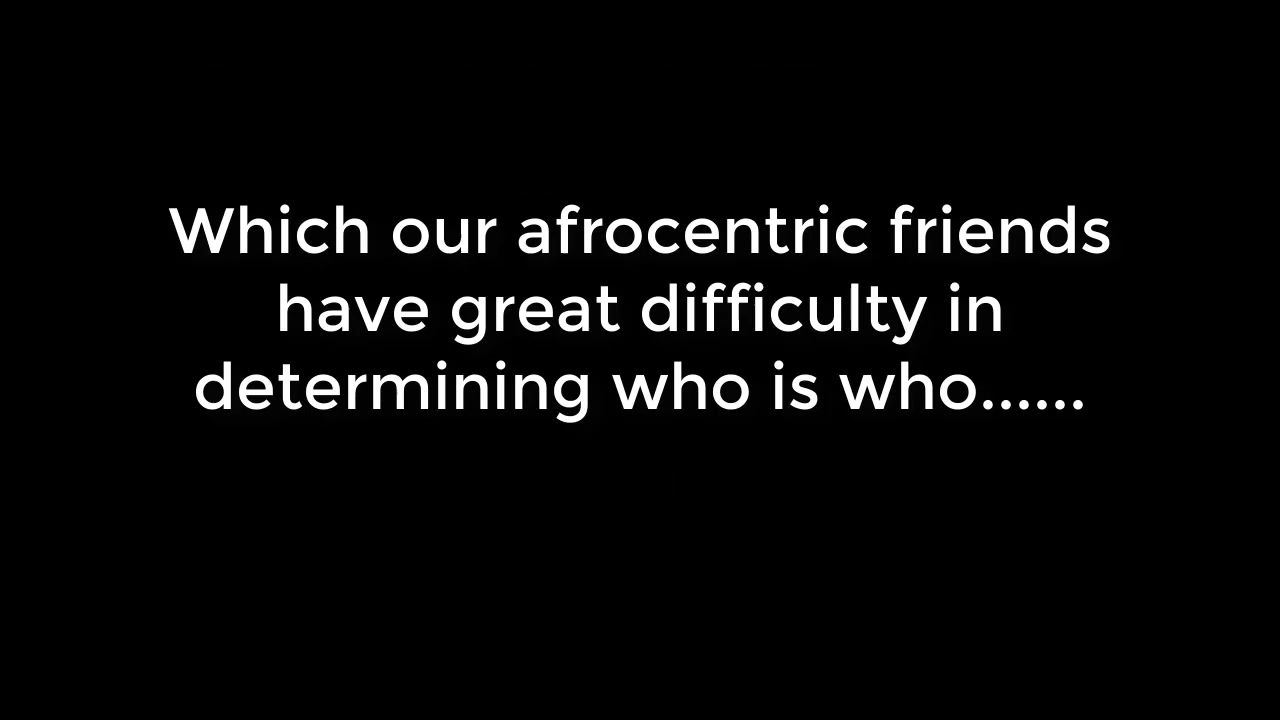 Which our afrocentric friends
have great difficulty in
determining who is who......